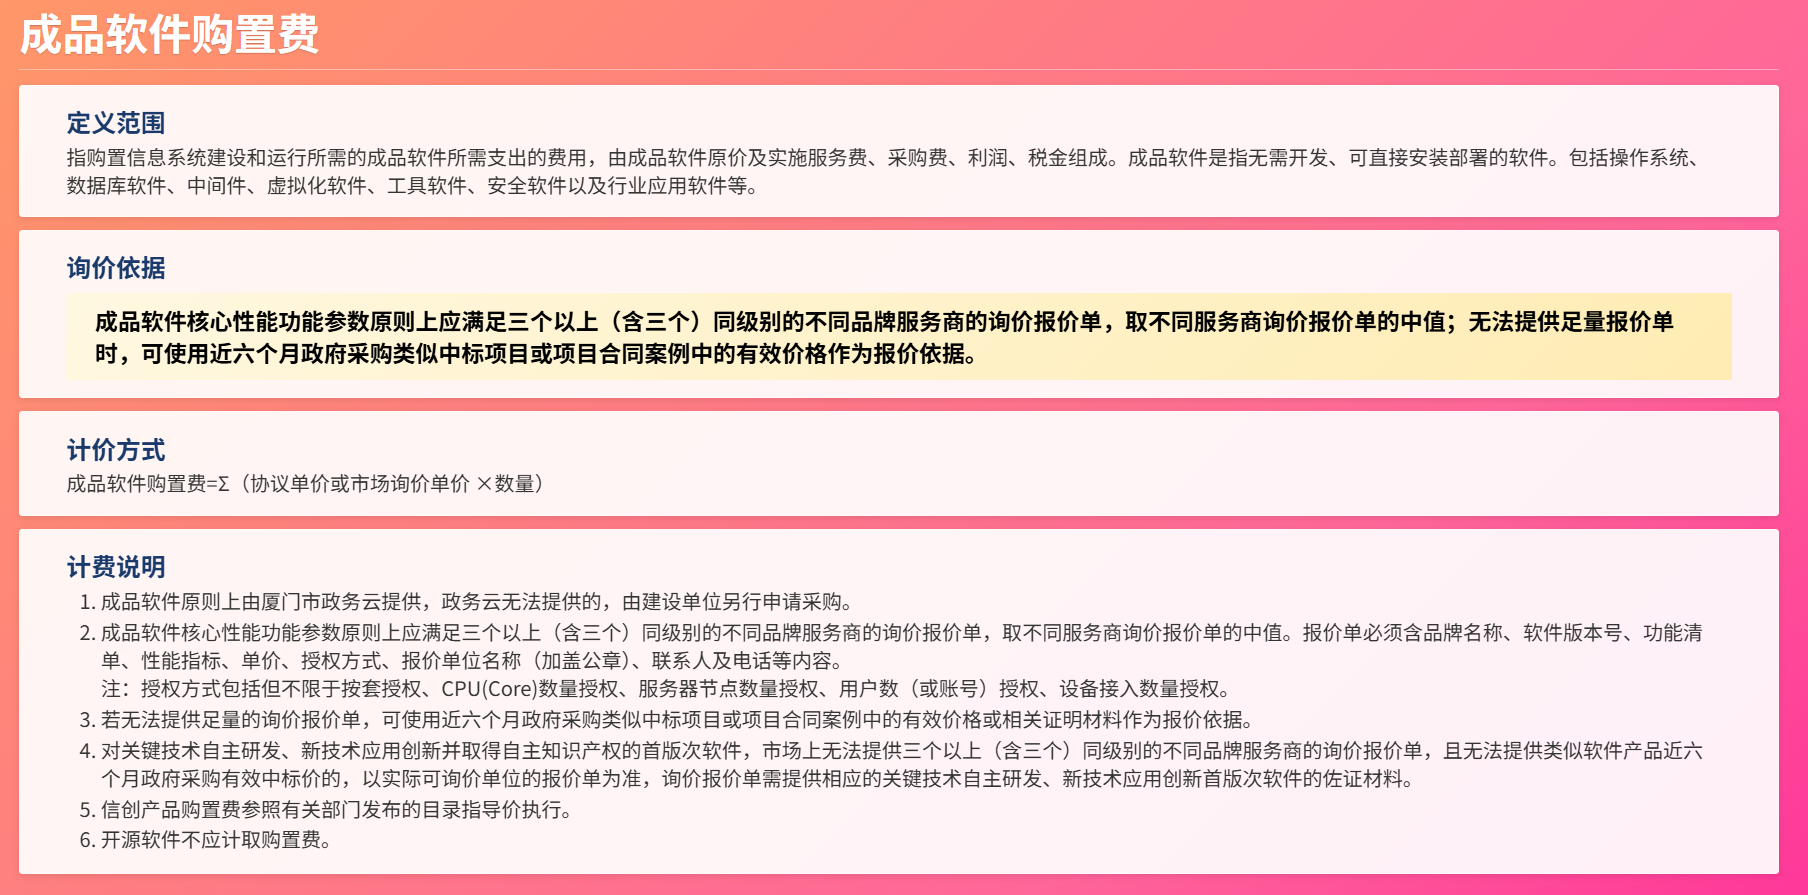 成品软件购置费
定义范围
指购置信息系统建设和运行所需的成品软件所需支出的费用，由成品软件原价及实施服务费、采购费、利润、税金组成。成品软件是指无需开发、可直接安装部署的软件。包括操作系统、
数据库软件、中间件、虚拟化软件、工具软件、安全软件以及行业应用软件等。
询价依据
成品软件核心性能功能参数原则上应满足三个以上（含三个）同级别的不同品牌服务商的询价报价单，取不同服务商询价报价单的中值；无法提供足量报价单
时，可使用近六个月政府采购类似中标项目或项目合同案例中的有效价格作为报价依据。
计价方式
成品软件购置费=Σ（协议单价或市场询价单价 ×数量）
计费说明
1. 成品软件原则上由厦门市政务云提供，政务云无法提供的，由建设单位另行申请采购。
2. 成品软件核心性能功能参数原则上应满足三个以上（含三个）同级别的不同品牌服务商的询价报价单，取不同服务商询价报价单的中值。报价单必须含品牌名称、软件版本号、功能清
单、性能指标、单价、授权方式、报价单位名称（加盖公章）、联系人及电话等内容。
注：授权方式包括但不限于按套授权、CPU(Core)数量授权、服务器节点数量授权、用户数（或账号）授权、设备接入数量授权。
3. 若无法提供足量的询价报价单，可使用近六个月政府采购类似中标项目或项目合同案例中的有效价格或相关证明材料作为报价依据。
4. 对关键技术自主研发、新技术应用创新并取得自主知识产权的首版次软件，市场上无法提供三个以上（含三个）同级别的不同品牌服务商的询价报价单，且无法提供类似软件产品近六
个月政府采购有效中标价的，以实际可询价单位的报价单为准，询价报价单需提供相应的关键技术自主研发、新技术应用创新首版次软件的佐证材料。
5. 信创产品购置费参照有关部门发布的目录指导价执行。
6. 开源软件不应计取购置费。